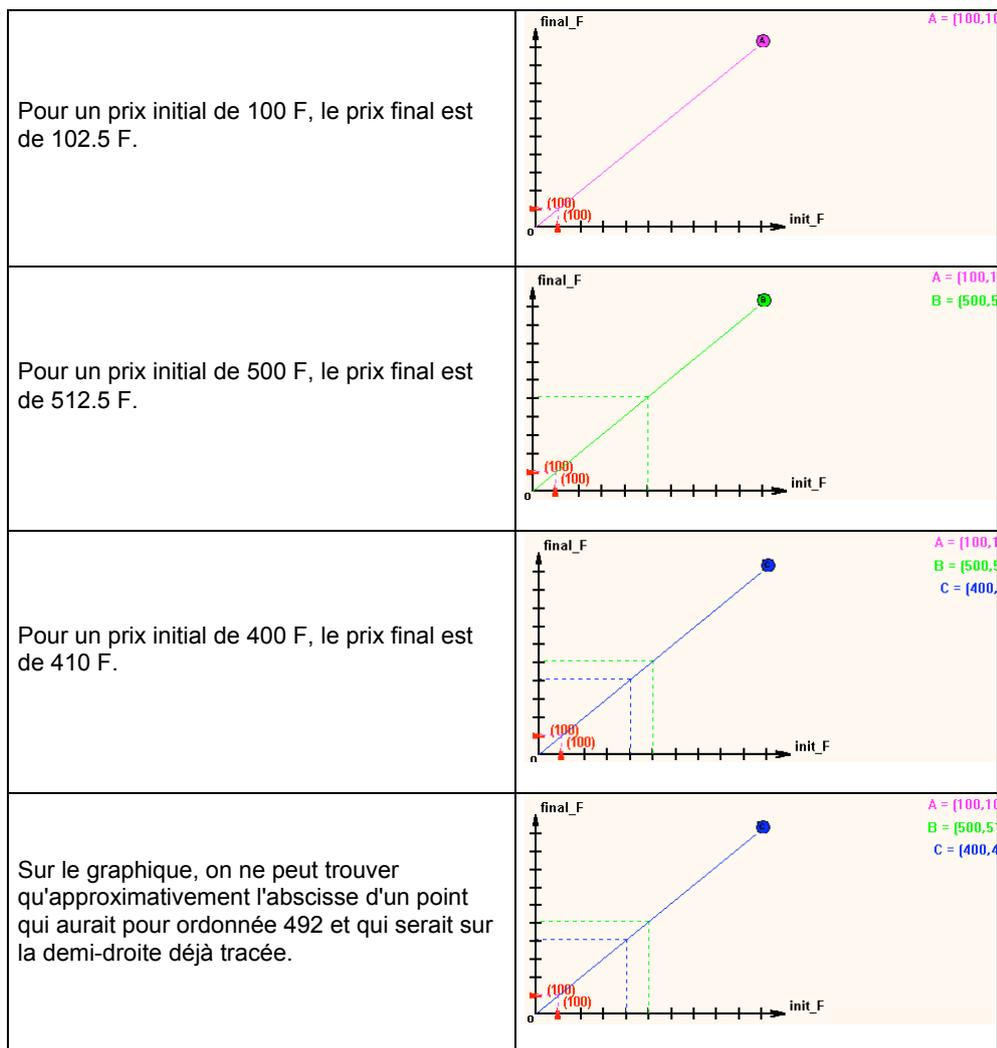 Pour un prix initial de 100 F, le prix final est
de 102.5 F.
final_F
A = (100,10
A
(100)
(100)
0
init_F
Pour un prix initial de 500 F, le prix final est
de 512.5 F.
final_F
A = (100,1
B = (500,5
B
(100)
(100)
0
init_F
Pour un prix initial de 400 F, le prix final est
de 410 F.
final_F
A = (100,1
B = (500,5
C = (400,
C
(100)
(100)
0
init_F
Sur le graphique, on ne peut trouver
qu'approximativement l'abscisse d'un point
qui aurait pour ordonnée 492 et qui serait sur
la demi-droite déjà tracée.
final_F
A = (100,10
B = (500,51
C = (400,4
C
(100)
(100)
0
init_F